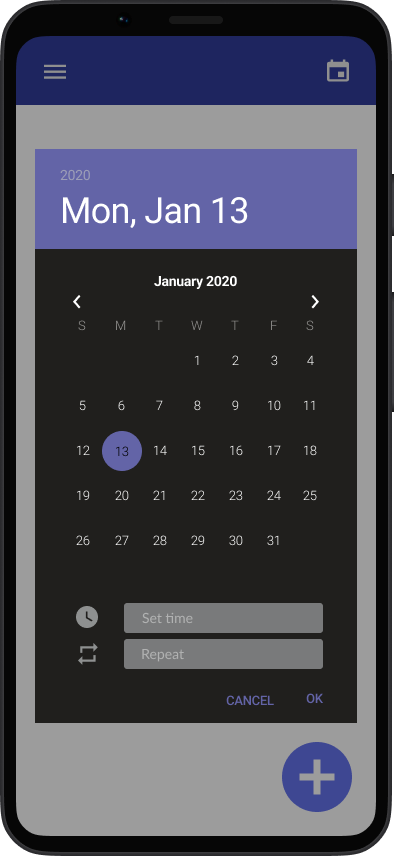 2020
Mon, Jan 13
January 2020
S M T W T F S
1 2 3 4
5 6 7 8 9 10 11
12 13 14 15 16 17 18
19 20 21 22 23 24 25
26 27 28 29 30 31
Set time
Repeat
CANCEL OK